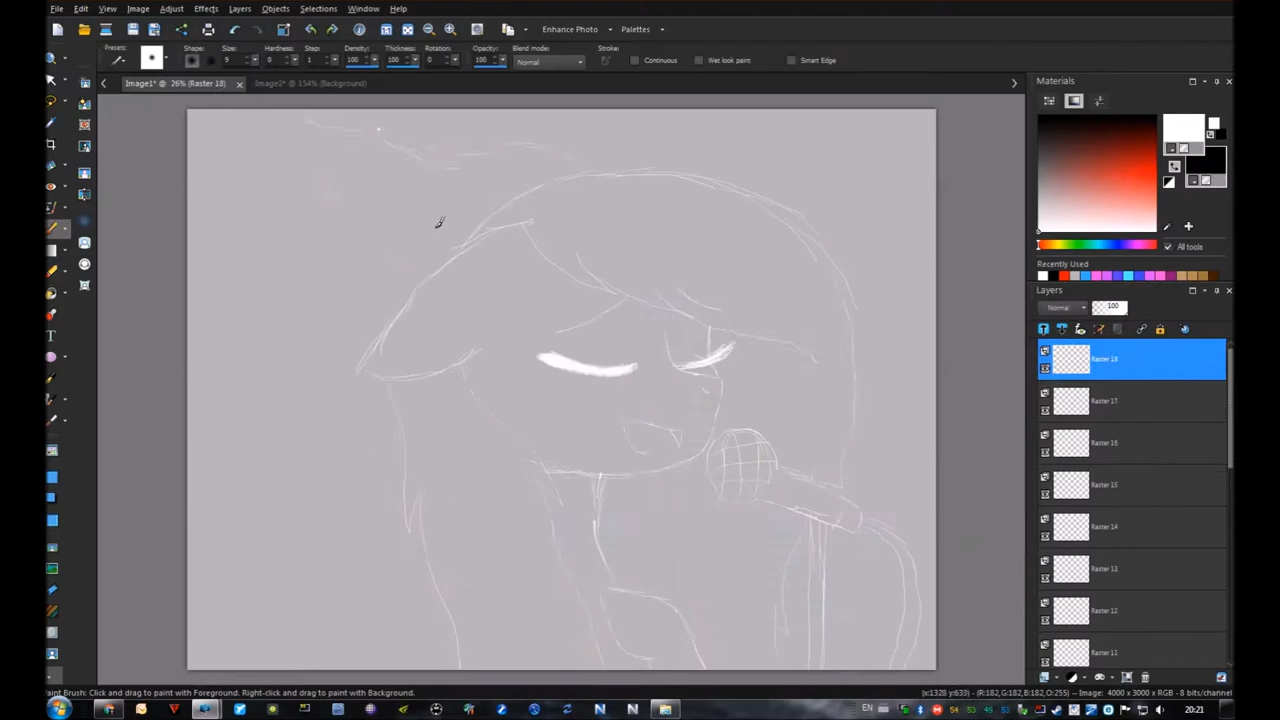 File Edit View Image Adjust Effects Layers Objects Selections Window Help
Enhance Photo Palettes
Presets: Shape: Size: Hardness: Step: Density: Thickness: Rotation: Opacity: Blend mode: Stroke:
9 0 1 100 100 0 100 Normal Continuous Wet look paint Smart Edge
Image1* @ 26% (Raster 18) Image2* @ 154% (Background)
Materials
All tools
Recently Used
Layers
Normal 100
Raster 18
Raster 17
Raster 16
Raster 15
Raster 14
Raster 13
Raster 12
Raster 11
Paint Brush: Click and drag to paint with Foreground. Right-click and drag to paint with Background.
(x:1328 y:633) - (R:182,G:182,B:182,O:255) -- Image: 4000 x 3000 x RGB - 8 bits/channel
EN 54 53 49 20:21